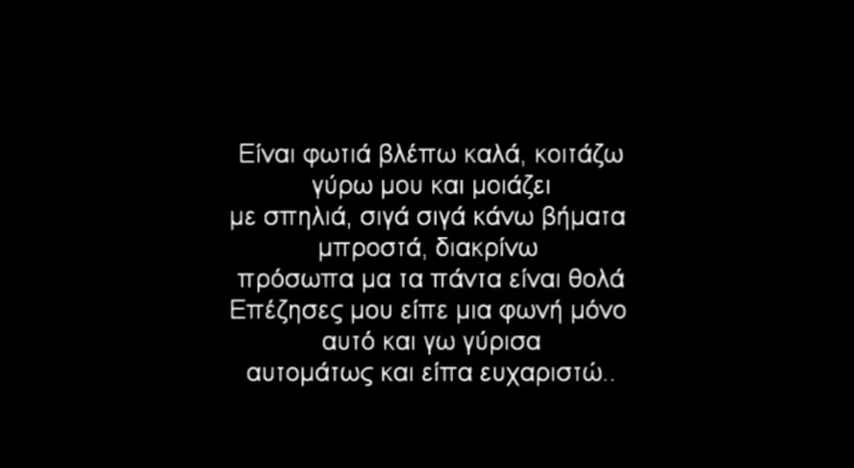 Είναι φωτιά βλέπω καλά, κοιτάζω
γύρω μου και μοιάζει
με σπηλιά, σιγά σιγά κάνω βήματα
μπροστά, διακρίνω
πρόσωπα μα τα πάντα είναι θολά
Επέζησες μου είπε μια φωνή μόνο
αυτό και γω γύρισα
αυτομάτως και είπα ευχαριστώ..